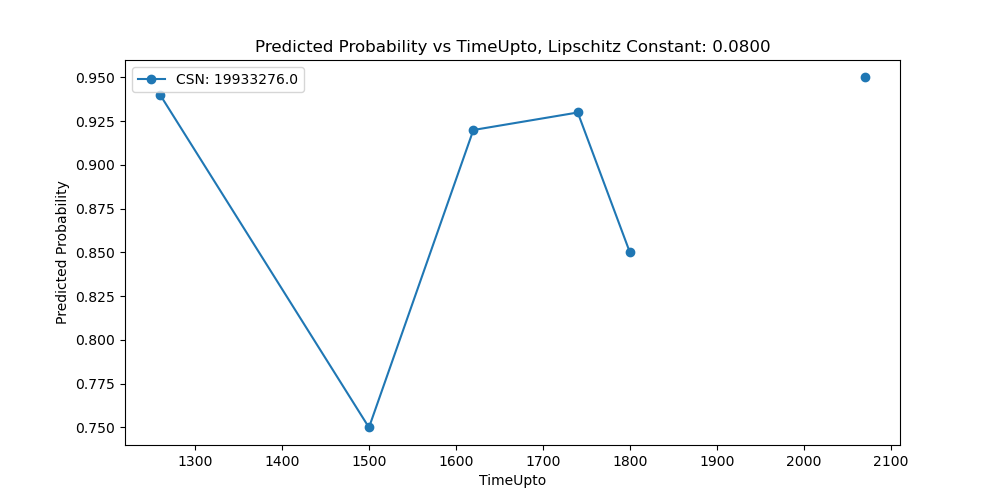 Predicted Probability vs TimeUpto, Lipschitz Constant: 0.0800
CSN: 19933276.0
0.950
0.925
0.900
0.875
0.850
0.825
0.800
0.775
0.750
Predicted Probability
1300 1400 1500 1600 1700 1800 1900 2000 2100
TimeUpto